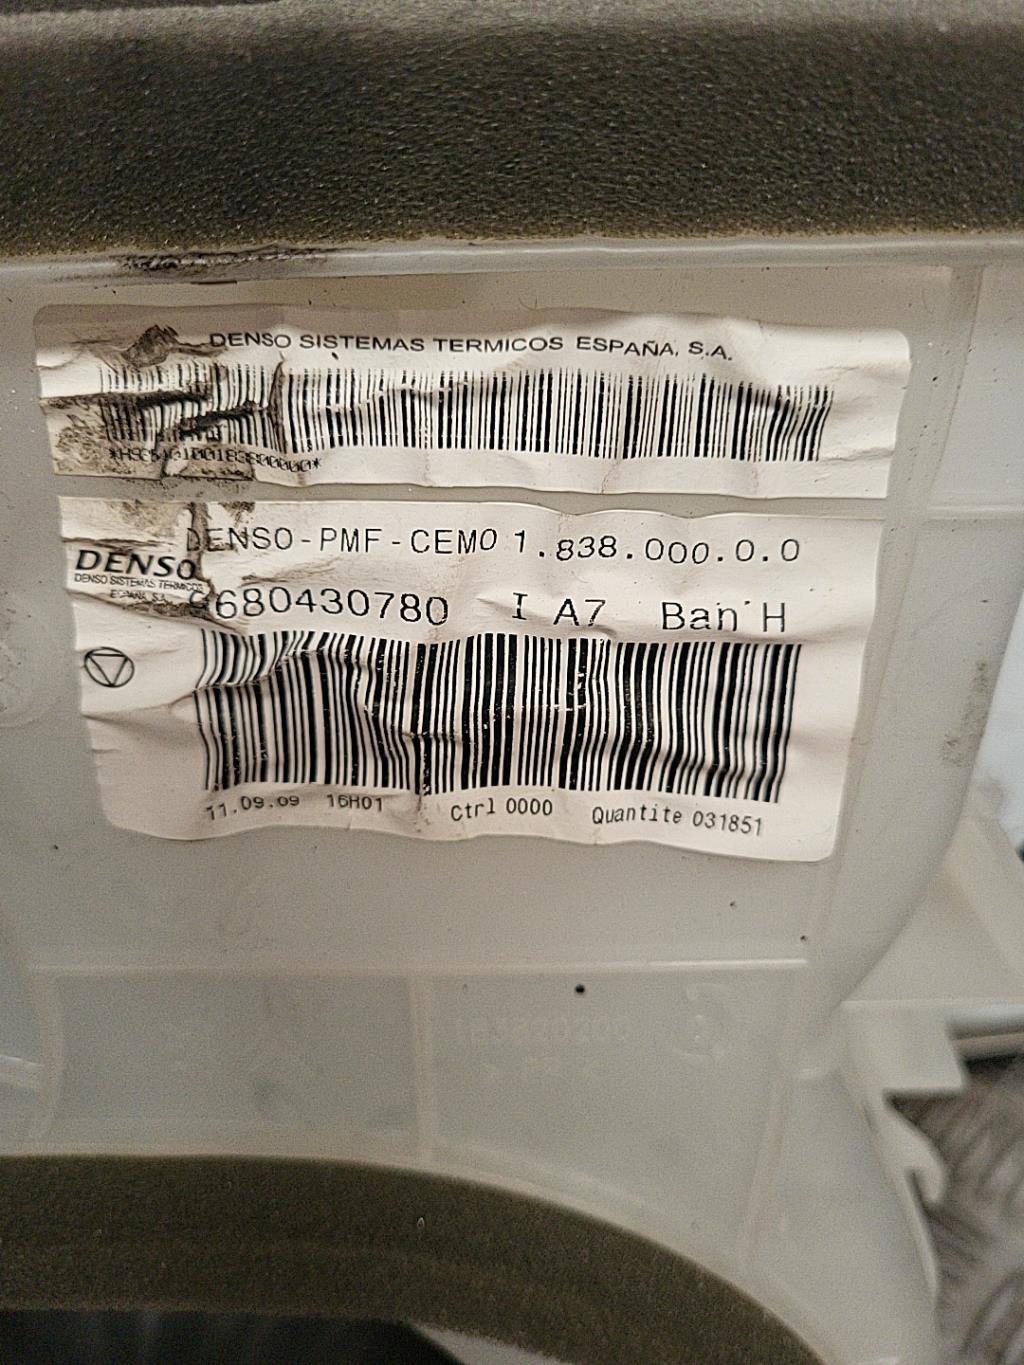 DENSO SISTEMAS TERMICOS ESPAÑA, S.A.
DENSO-PMF-CEMO 1.838.000.0.0
DENSO
DENSO SISTEMAS TERMICOS
ESPAÑA, S.A.
9680430780 I A7 Ban H
11.09.09 16H01 Ctrl 0000 Quantite 031851